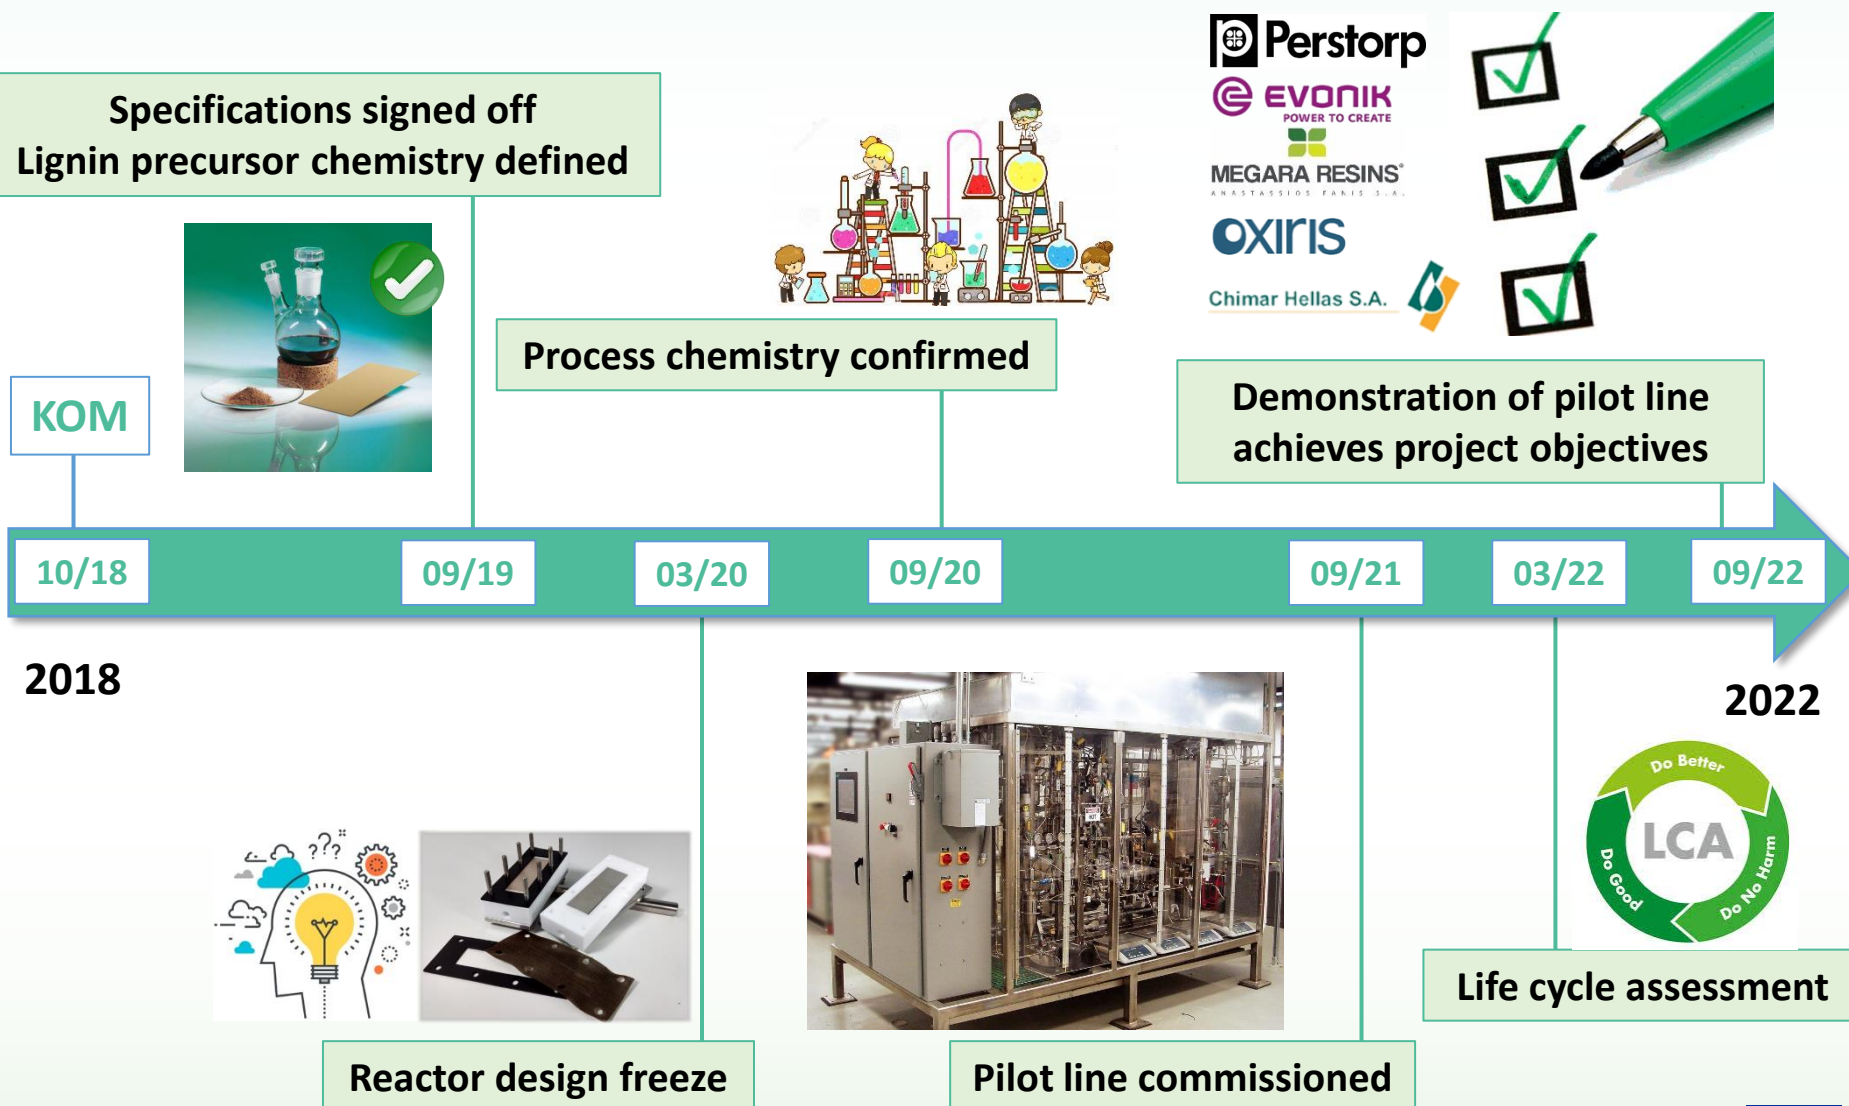 Perstorp
EVONIK
POWER TO CREATE
MEGARA RESINS®
ANASTASSIOS FANIS S.A.
OXIRIS
Chimar Hellas S.A.
Specifications signed off
Lignin precursor chemistry defined
Process chemistry confirmed
Demonstration of pilot line
achieves project objectives
KOM
10/18
09/19
03/20
09/20
09/21
03/22
09/22
2018
2022
???
HOT
Do Better
LCA
Do Good
Do No Harm
Life cycle assessment
Reactor design freeze
Pilot line commissioned